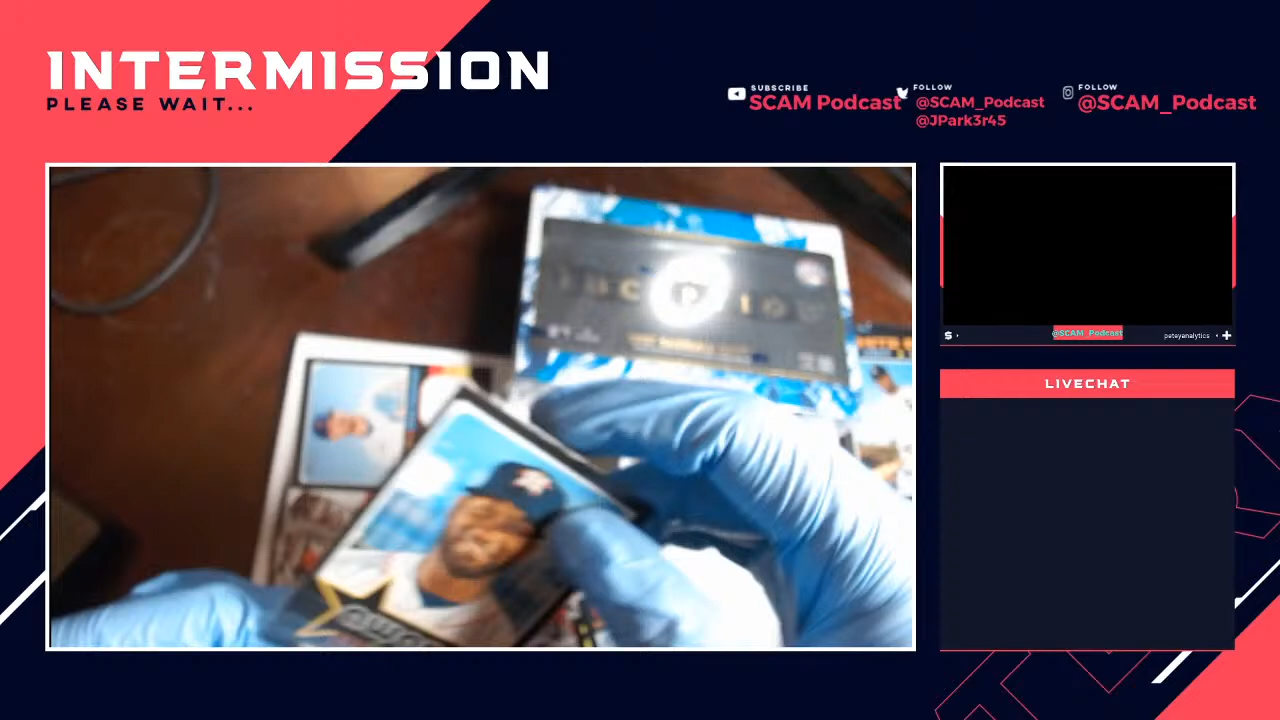 INTERMISSION
PLEASE WAIT...
SUBSCRIBE
SCAM Podcast
FOLLOW
@SCAM_Podcast
@JPark3r45
FOLLOW
@SCAM_Podcast
$
@SCAM_Podcast
peteyanalytics
LIVECHAT